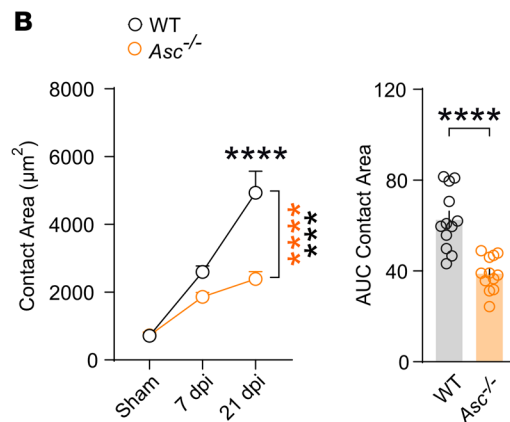 B
WT
Asc-/-
8000
6000
4000
2000
0
Contact Area (µm²)
****
****
***
Sham
7 dpi
21 dpi
120
80
40
0
AUC Contact Area
****
WT
Asc-/-